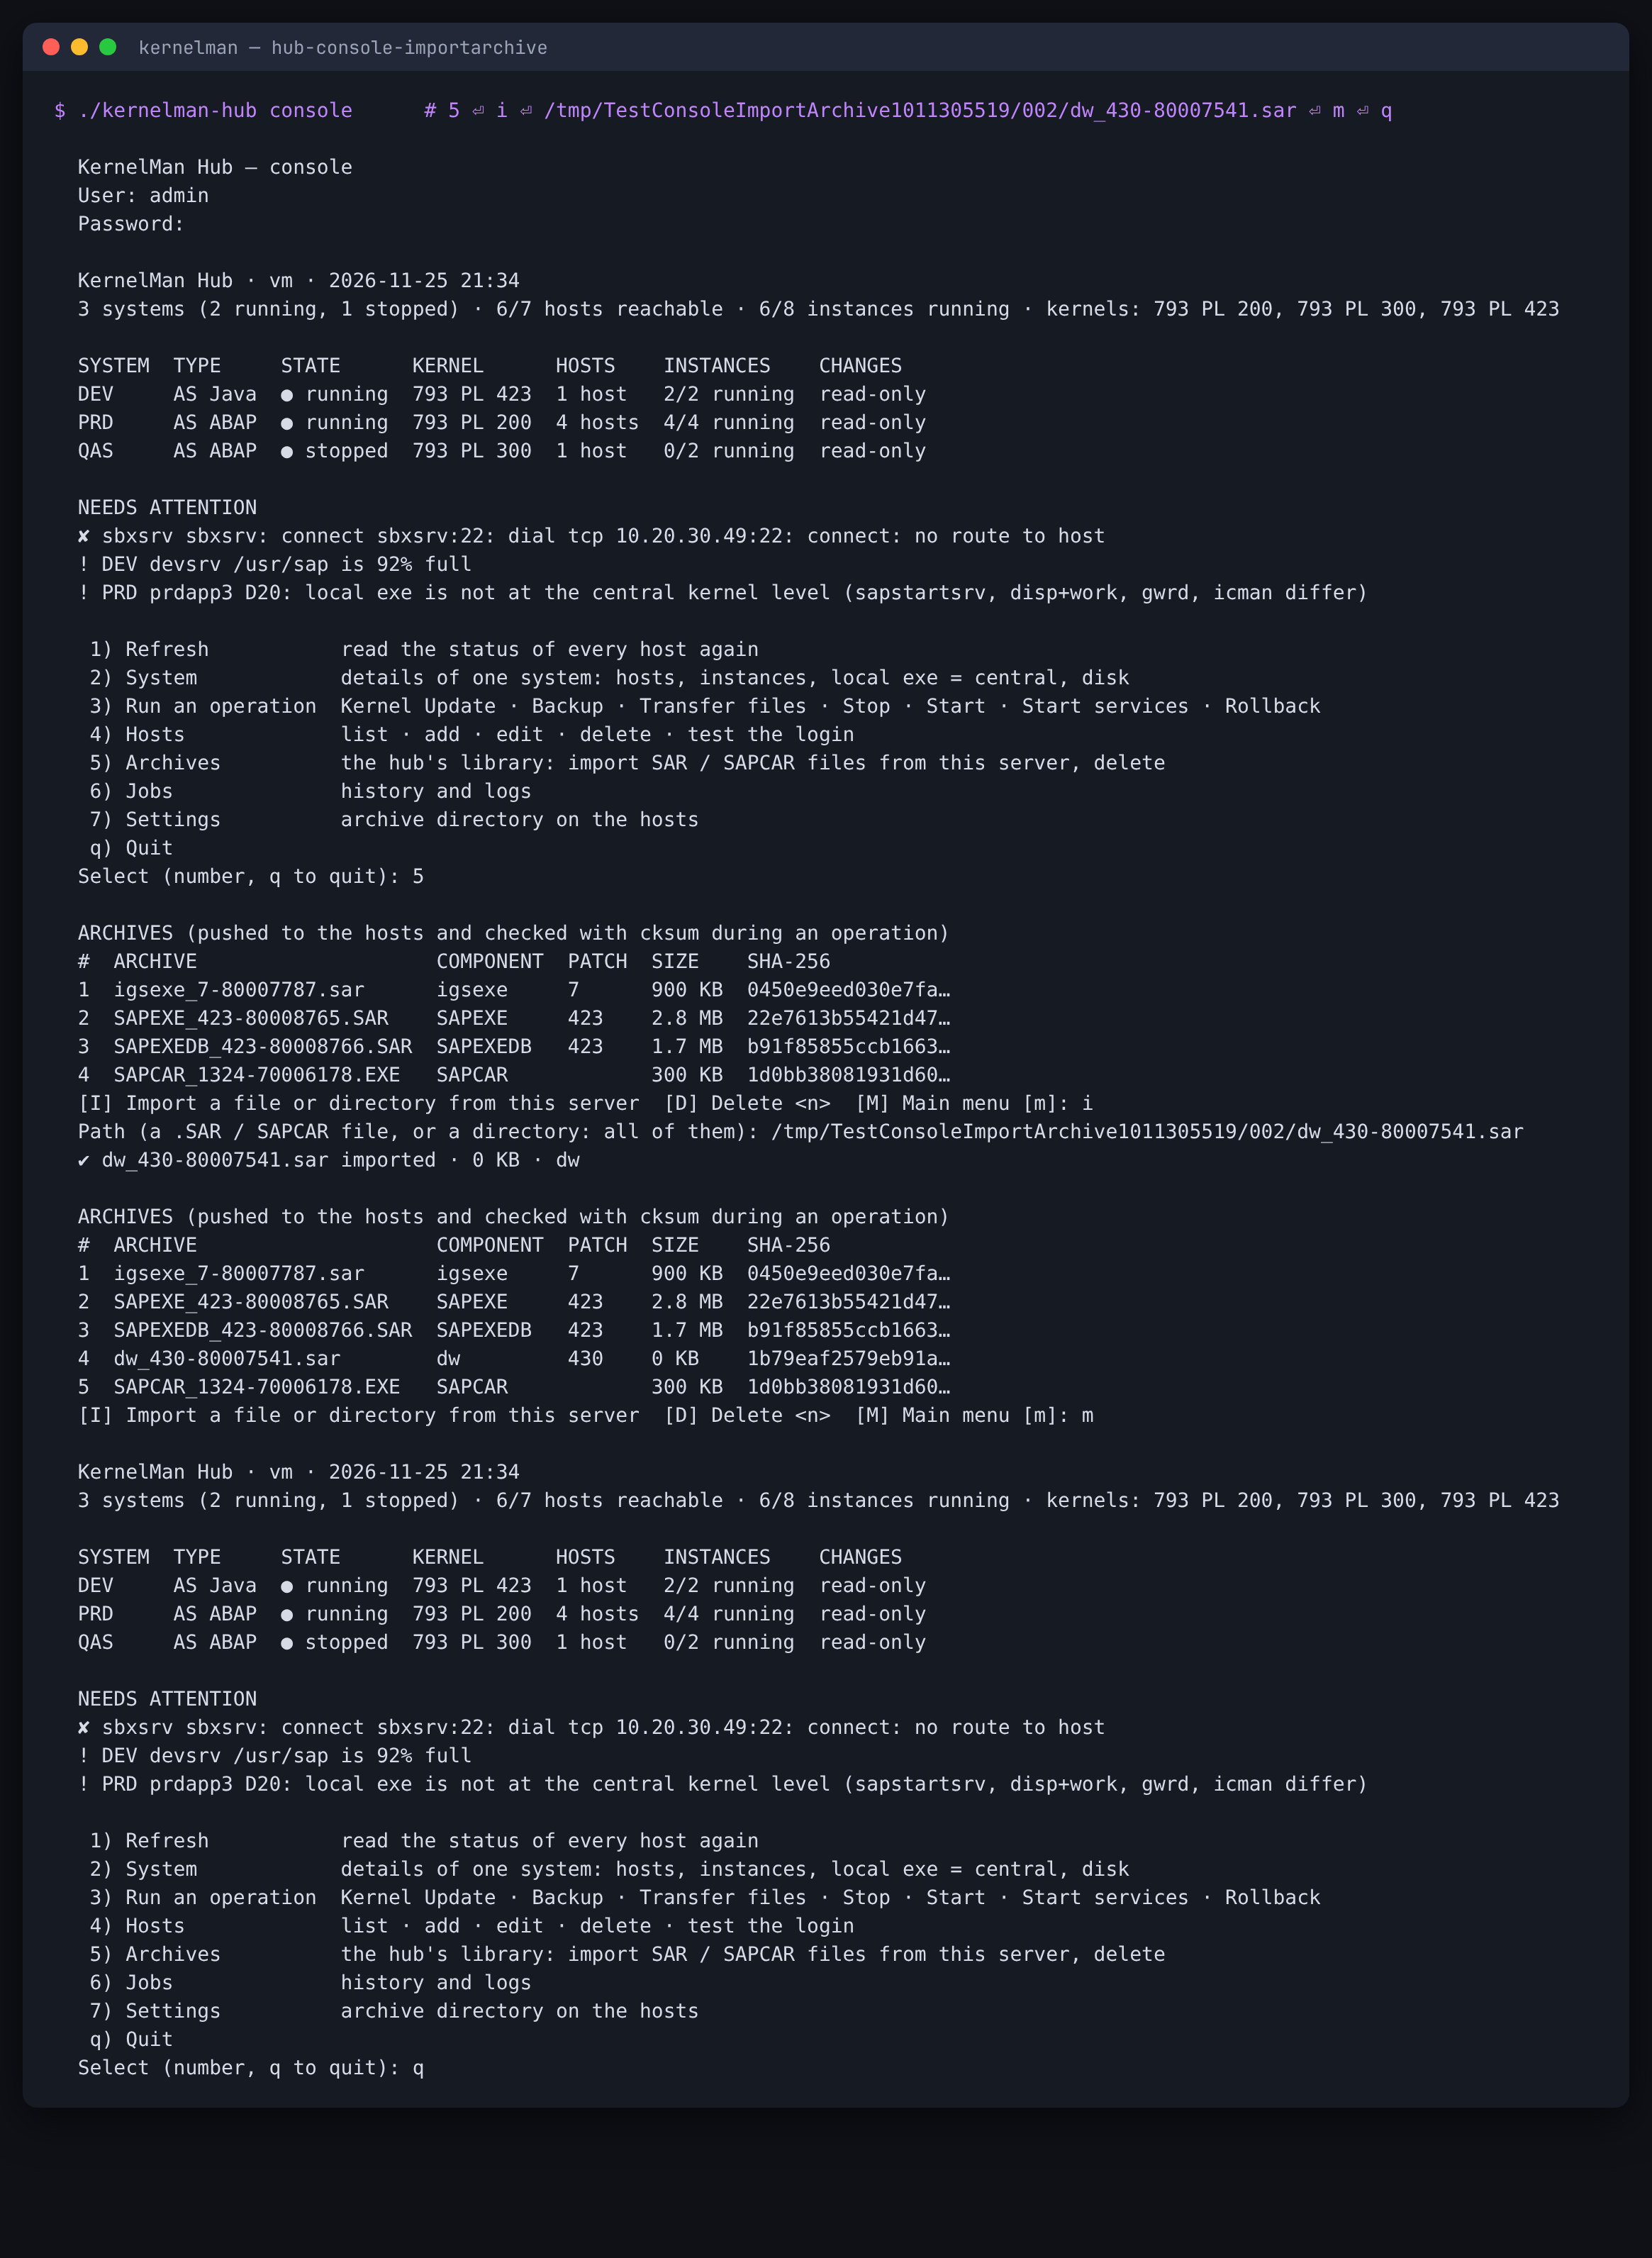 kernelman — hub-console-importarchive
$ ./kernelman-hub console      # 5 ⏎ i ⏎ /tmp/TestConsoleImportArchive1011305519/002/dw_430-80007541.sar ⏎ m ⏎ q
KernelMan Hub — console
User: admin
Password:
KernelMan Hub · vm · 2026-11-25 21:34
3 systems (2 running, 1 stopped) · 6/7 hosts reachable · 6/8 instances running · kernels: 793 PL 200, 793 PL 300, 793 PL 423
SYSTEM  TYPE     STATE      KERNEL      HOSTS    INSTANCES    CHANGES
DEV     AS Java  ● running  793 PL 423  1 host   2/2 running  read-only
PRD     AS ABAP  ● running  793 PL 200  4 hosts  4/4 running  read-only
QAS     AS ABAP  ● stopped  793 PL 300  1 host   0/2 running  read-only
NEEDS ATTENTION
✘ sbxsrv sbxsrv: connect sbxsrv:22: dial tcp 10.20.30.49:22: connect: no route to host
! DEV devsrv /usr/sap is 92% full
! PRD prdapp3 D20: local exe is not at the central kernel level (sapstartsrv, disp+work, gwrd, icman differ)
1) Refresh           read the status of every host again
2) System            details of one system: hosts, instances, local exe = central, disk
3) Run an operation  Kernel Update · Backup · Transfer files · Stop · Start · Start services · Rollback
4) Hosts             list · add · edit · delete · test the login
5) Archives          the hub's library: import SAR / SAPCAR files from this server, delete
6) Jobs              history and logs
7) Settings          archive directory on the hosts
q) Quit
Select (number, q to quit): 5
ARCHIVES (pushed to the hosts and checked with cksum during an operation)
#  ARCHIVE                    COMPONENT  PATCH  SIZE    SHA-256
1  igsexe_7-80007787.sar      igsexe     7      900 KB  0450e9eed030e7fa…
2  SAPEXE_423-80008765.SAR    SAPEXE     423    2.8 MB  22e7613b55421d47…
3  SAPEXEDB_423-80008766.SAR  SAPEXEDB   423    1.7 MB  b91f85855ccb1663…
4  SAPCAR_1324-70006178.EXE   SAPCAR            300 KB  1d0bb38081931d60…
[I] Import a file or directory from this server  [D] Delete <n>  [M] Main menu [m]: i
Path (a .SAR / SAPCAR file, or a directory: all of them): /tmp/TestConsoleImportArchive1011305519/002/dw_430-80007541.sar
✔ dw_430-80007541.sar imported · 0 KB · dw
ARCHIVES (pushed to the hosts and checked with cksum during an operation)
#  ARCHIVE                    COMPONENT  PATCH  SIZE    SHA-256
1  igsexe_7-80007787.sar      igsexe     7      900 KB  0450e9eed030e7fa…
2  SAPEXE_423-80008765.SAR    SAPEXE     423    2.8 MB  22e7613b55421d47…
3  SAPEXEDB_423-80008766.SAR  SAPEXEDB   423    1.7 MB  b91f85855ccb1663…
4  dw_430-80007541.sar        dw         430    0 KB    1b79eaf2579eb91a…
5  SAPCAR_1324-70006178.EXE   SAPCAR            300 KB  1d0bb38081931d60…
[I] Import a file or directory from this server  [D] Delete <n>  [M] Main menu [m]: m
KernelMan Hub · vm · 2026-11-25 21:34
3 systems (2 running, 1 stopped) · 6/7 hosts reachable · 6/8 instances running · kernels: 793 PL 200, 793 PL 300, 793 PL 423
SYSTEM  TYPE     STATE      KERNEL      HOSTS    INSTANCES    CHANGES
DEV     AS Java  ● running  793 PL 423  1 host   2/2 running  read-only
PRD     AS ABAP  ● running  793 PL 200  4 hosts  4/4 running  read-only
QAS     AS ABAP  ● stopped  793 PL 300  1 host   0/2 running  read-only
NEEDS ATTENTION
✘ sbxsrv sbxsrv: connect sbxsrv:22: dial tcp 10.20.30.49:22: connect: no route to host
! DEV devsrv /usr/sap is 92% full
! PRD prdapp3 D20: local exe is not at the central kernel level (sapstartsrv, disp+work, gwrd, icman differ)
1) Refresh           read the status of every host again
2) System            details of one system: hosts, instances, local exe = central, disk
3) Run an operation  Kernel Update · Backup · Transfer files · Stop · Start · Start services · Rollback
4) Hosts             list · add · edit · delete · test the login
5) Archives          the hub's library: import SAR / SAPCAR files from this server, delete
6) Jobs              history and logs
7) Settings          archive directory on the hosts
q) Quit
Select (number, q to quit): q